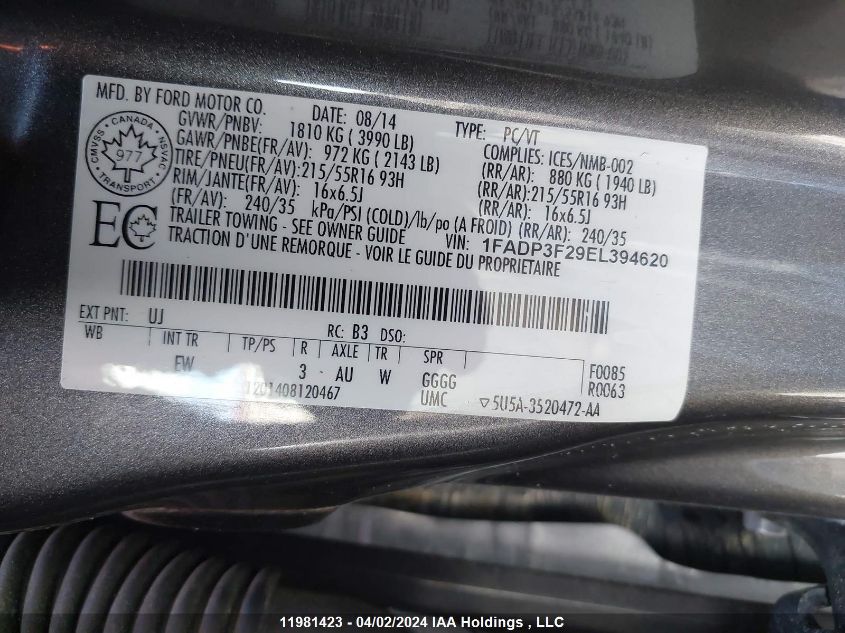 MFD. BY FORD MOTOR CO.
DATE: 08/14
TYPE: PC/VT
GVWR/PNBV: 1810 KG ( 3990 LB)
COMPLIES: ICES/NMB-002
GAWR/PNBE(FR/AV): 972 KG ( 2143 LB)
(RR/AR): 880 KG ( 1940 LB)
TIRE/PNEU(FR/AV): 215/55R16 93H
(RR/AR): 215/55R16 93H
RIM/JANTE(FR/AV): 16x6.5J
(RR/AR): 16x6.5J
(FR/AV): 240/35 kPa/PSI (COLD)/lb/po (A FROID) (RR/AR): 240/35
TRAILER TOWING - SEE OWNER GUIDE
VIN: 1FADP3F29EL394620
TRACTION D'UNE REMORQUE - VOIR LE GUIDE DU PROPRIETAIRE
CMVSS • CANADA • NSVAC
977
TRANSPORT
EC
EXT PNT: UJ
RC: B3 DSO:
WB INT TR TP/PS R AXLE TR SPR
F0085
EW 3 AU W GGGG
R0063
1201408120467
UMC
▽5U5A-3520472-AA
11981423 - 04/02/2024 IAA Holdings , LLC